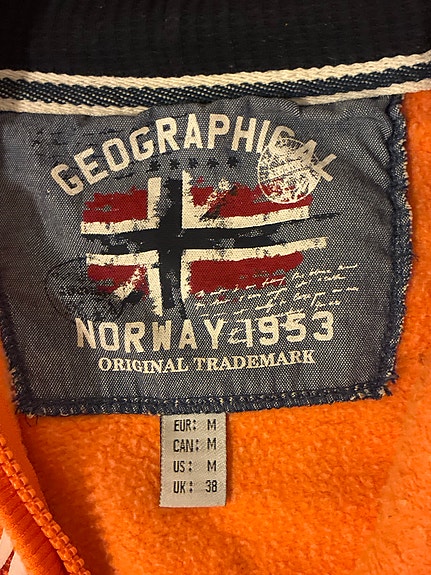 GEOGRAPHICAL
NORWAY 1953
ORIGINAL TRADEMARK
EUR: M
CAN: M
US: M
UK: 38